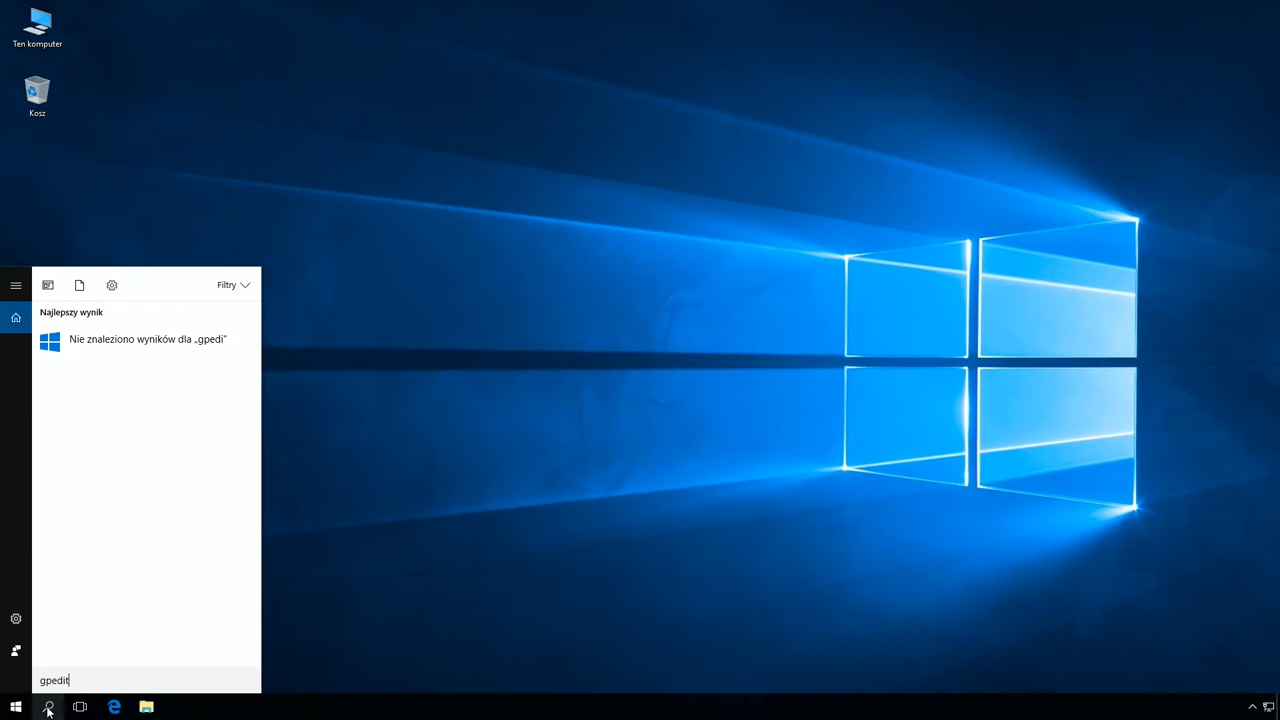 Ten komputer
Kosz
Filtry
Najlepszy wynik
Nie znaleziono wyników dla „gpedi”
gpedit